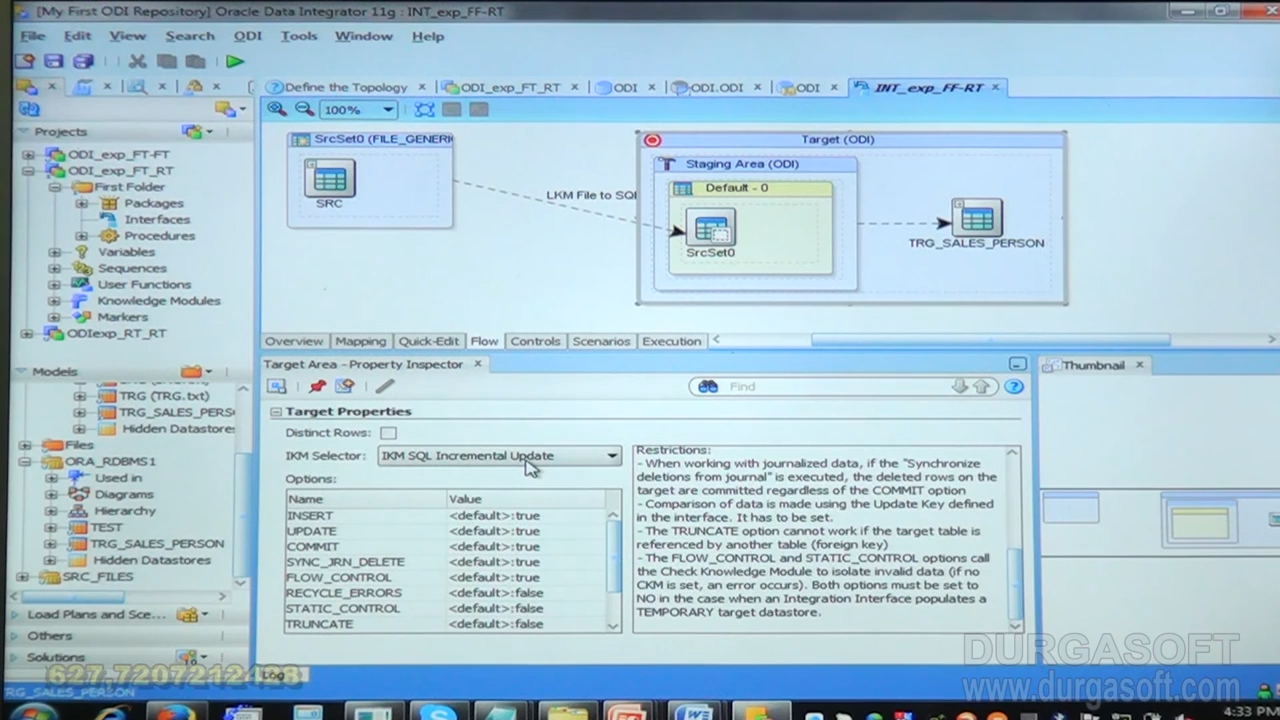 [My First ODI Repository] Oracle Data Integrator 11g : INT_exp_FF-RT
File Edit View Search ODI Tools Window Help
Define the Topology ODI_exp_FT_RT ODI ODI.ODI ODI INT_exp_FF-RT
100%
Projects
ODI_exp_FT-FT
ODI_exp_FT_RT
First Folder
Packages
Interfaces
Procedures
Variables
Sequences
User Functions
Knowledge Modules
Markers
ODIexp_RT_RT
Models
TRG (TRG.txt)
TRG_SALES_PERS
Hidden Datastore
Files
ORA_RDBMS1
Used in
Diagrams
Hierarchy
TEST
TRG_SALES_PERSON
Hidden Datastores
SRC_FILES
Load Plans and Sce...
Others
Solutions
TRG_SALES_PERSON
SrcSet0 (FILE_GENERI
SRC
LKM File to SQ
Target (ODI)
Staging Area (ODI)
Default - 0
SrcSet0
TRG_SALES_PERSON
Overview Mapping Quick-Edit Flow Controls Scenarios Execution
Target Area -Property Inspector
Find
Target Properties
Distinct Rows:
IKM Selector: IKM SQL Incremental Update
Options:
Name Value
INSERT <default>:true
UPDATE <default>:true
COMMIT <default>:true
SYNC_JRN_DELETE <default>:true
FLOW_CONTROL <default>:true
RECYCLE_ERRORS <default>:false
STATIC_CONTROL <default>:false
TRUNCATE <default>:false
Restrictions:
- When working with journalized data, if the "Synchronize
deletions from journal" is executed, the deleted rows on
the target are committed regardless of the COMMIT option
- Comparison of data is made using the Update Key defined
in the interface. It has to be set.
- The TRUNCATE option cannot work if the target table is
referenced by another table (foreign key)
- The FLOW_CONTROL and STATIC_CONTROL options call
the Check Knowledge Module to isolate invalid data (if no
CKM is set, an error occurs). Both options must be set to
NO in the case when an Integration Interface populates a
TEMPORARY target datastore.
Thumbnail
Log
627,7207212428
DURGASOFT
www.durgasoft.com
4:33 PM